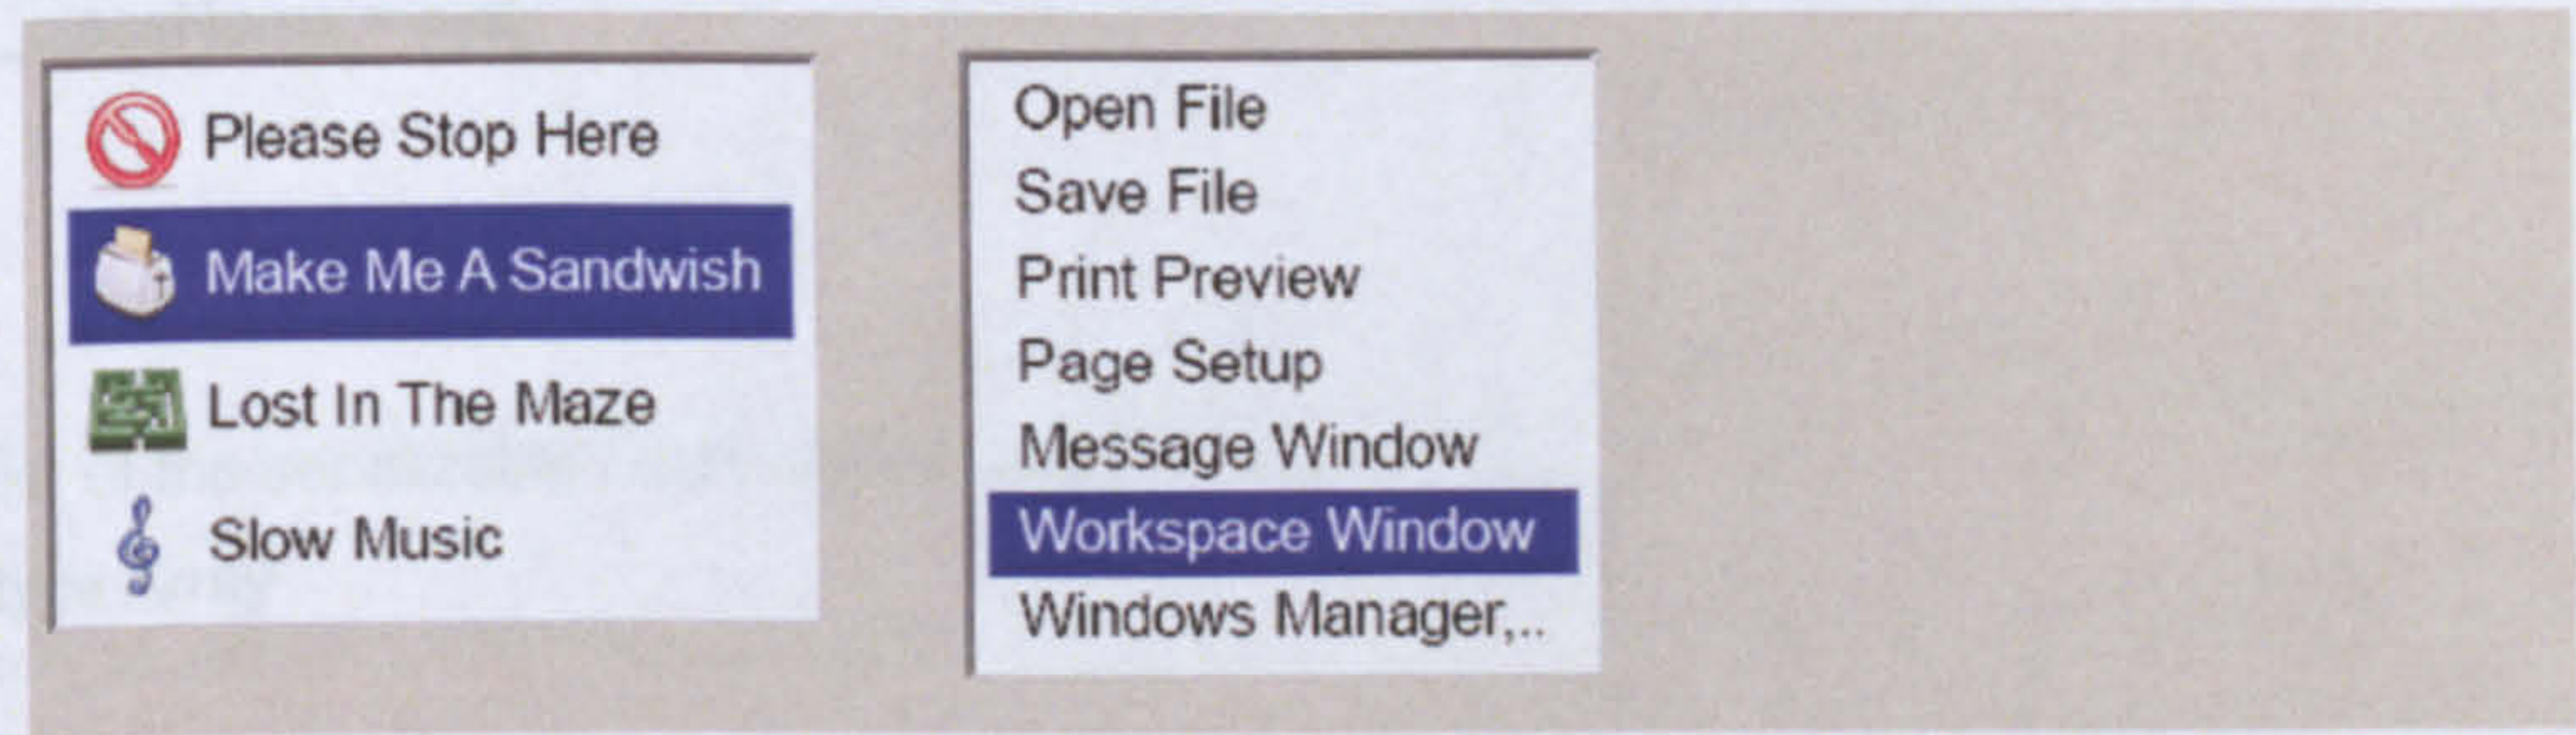 Please Stop Here
Make Me A Sandwish
Lost In The Maze
Slow Music
Open File
Save File
Print Preview
Page Setup
Message Window
Workspace Window
Windows Manager,..